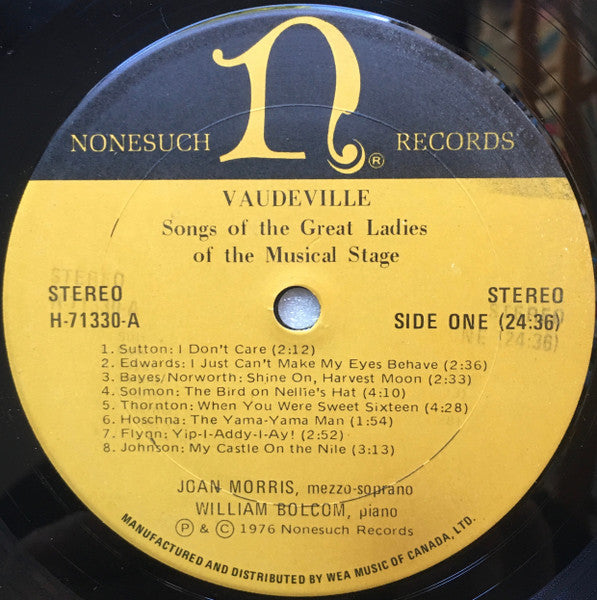 n
NONESUCH ® RECORDS
VAUDEVILLE
Songs of the Great Ladies
of the Musical Stage
STEREO STEREO
H-71330-A SIDE ONE (24:36)
1. Sutton: I Don't Care (2:12)
2. Edwards: I Just Can't Make My Eyes Behave (2:36)
3. Bayes/Norworth: Shine On, Harvest Moon (2:33)
4. Solmon: The Bird on Nellie's Hat (4:10)
5. Thornton: When You Were Sweet Sixteen (4:28)
6. Hoschna: The Yama-Yama Man (1:54)
7. Flynn: Yip-I-Addy-I-Ay! (2:52)
8. Johnson: My Castle On the Nile (3:13)
JOAN MORRIS, mezzo-soprano
WILLIAM BOLCOM, piano
Ⓟ & © 1976 Nonesuch Records
MANUFACTURED AND DISTRIBUTED BY WEA MUSIC OF CANADA, LTD.